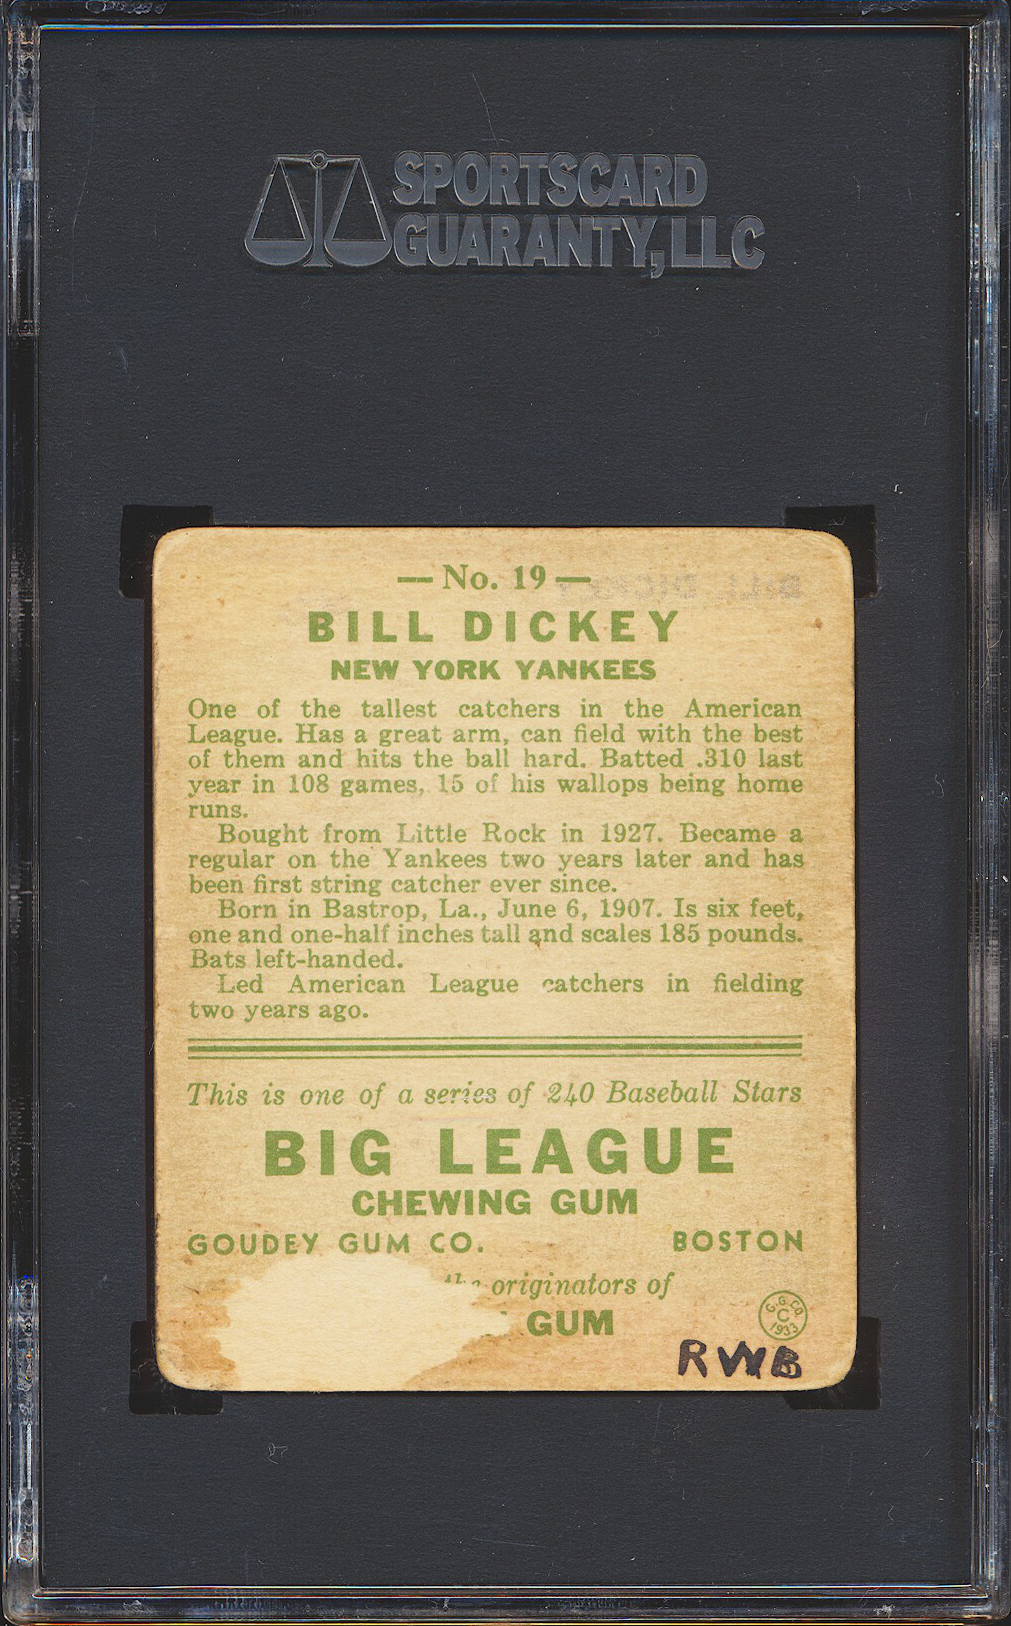 SPORTSCARD
GUARANTY, LLC
— No. 19 —
BILL DICKEY
BILL DICKEY
NEW YORK YANKEES
One of the tallest catchers in the American
League. Has a great arm, can field with the best
of them and hits the ball hard. Batted .310 last
year in 108 games, 15 of his wallops being home
runs.
Bought from Little Rock in 1927. Became a
regular on the Yankees two years later and has
been first string catcher ever since.
Born in Bastrop, La., June 6, 1907. Is six feet,
one and one-half inches tall and scales 185 pounds.
Bats left-handed.
Led American League catchers in fielding
two years ago.
This is one of a series of 240 Baseball Stars
BIG LEAGUE
CHEWING GUM
GOUDEY GUM CO. BOSTON
the originators of
GUM
G.G.CO.
C
1933
RWB